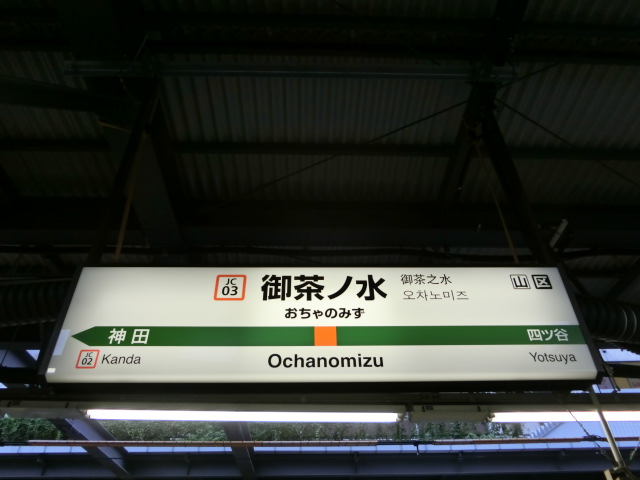 JC
03
御茶ノ水
御茶之水
오차노미즈
山 区
おちゃのみず
神田
四ツ谷
JC
02
Kanda
Ochanomizu
Yotsuya